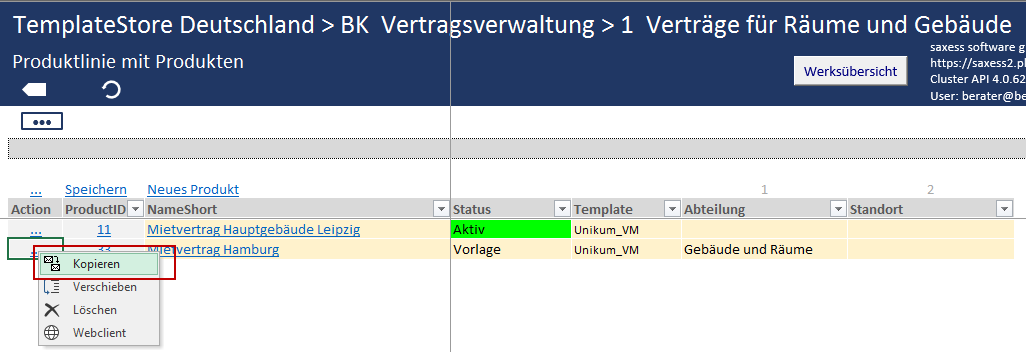 TemplateStore Deutschland > BK Vertragsverwaltung > 1 Verträge für Räume und Gebäude
Produktlinie mit Produkten
Werksübersicht
saxess software g
https://saxess2.pl
Cluster API 4.0.62
User: berater@be
•••
... Speichern Neues Produkt 1 2
Action ProductID NameShort Status Template Abteilung Standort
... 11 Mietvertrag Hauptgebäude Leipzig Aktiv Unikum_VM
33 Mietvertrag Hamburg Vorlage Unikum_VM Gebäude und Räume
Kopieren
Verschieben
Löschen
Webclient